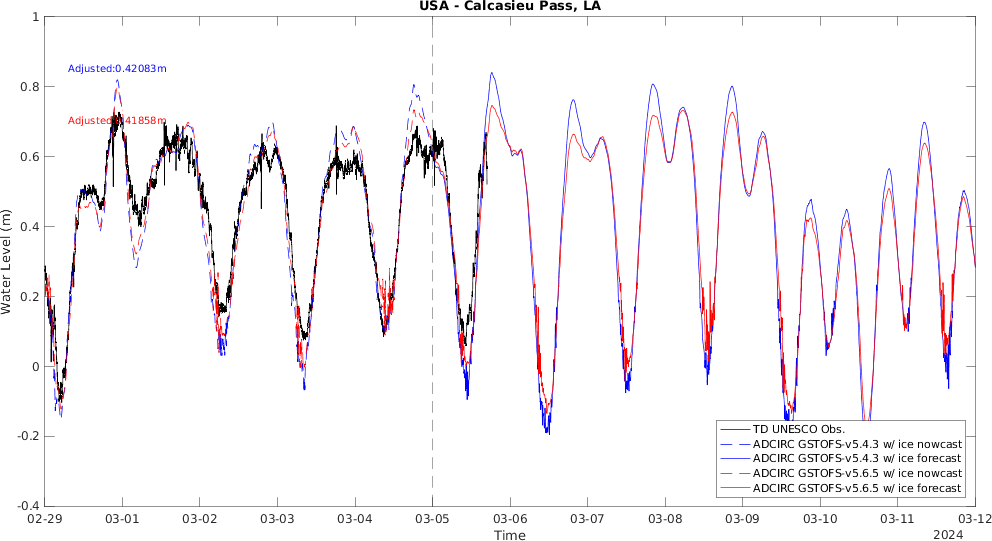 USA - Calcasieu Pass, LA
1
0.8
0.6
0.4
0.2
0
-0.2
-0.4
Water Level (m)
Adjusted:0.42083m
Adjusted:0.41858m
TD UNESCO Obs.
ADCIRC GSTOFS-v5.4.3 w/ ice nowcast
ADCIRC GSTOFS-v5.4.3 w/ ice forecast
ADCIRC GSTOFS-v5.6.5 w/ ice nowcast
ADCIRC GSTOFS-v5.6.5 w/ ice forecast
02-29 03-01 03-02 03-03 03-04 03-05 03-06 03-07 03-08 03-09 03-10 03-11 03-12
Time
2024